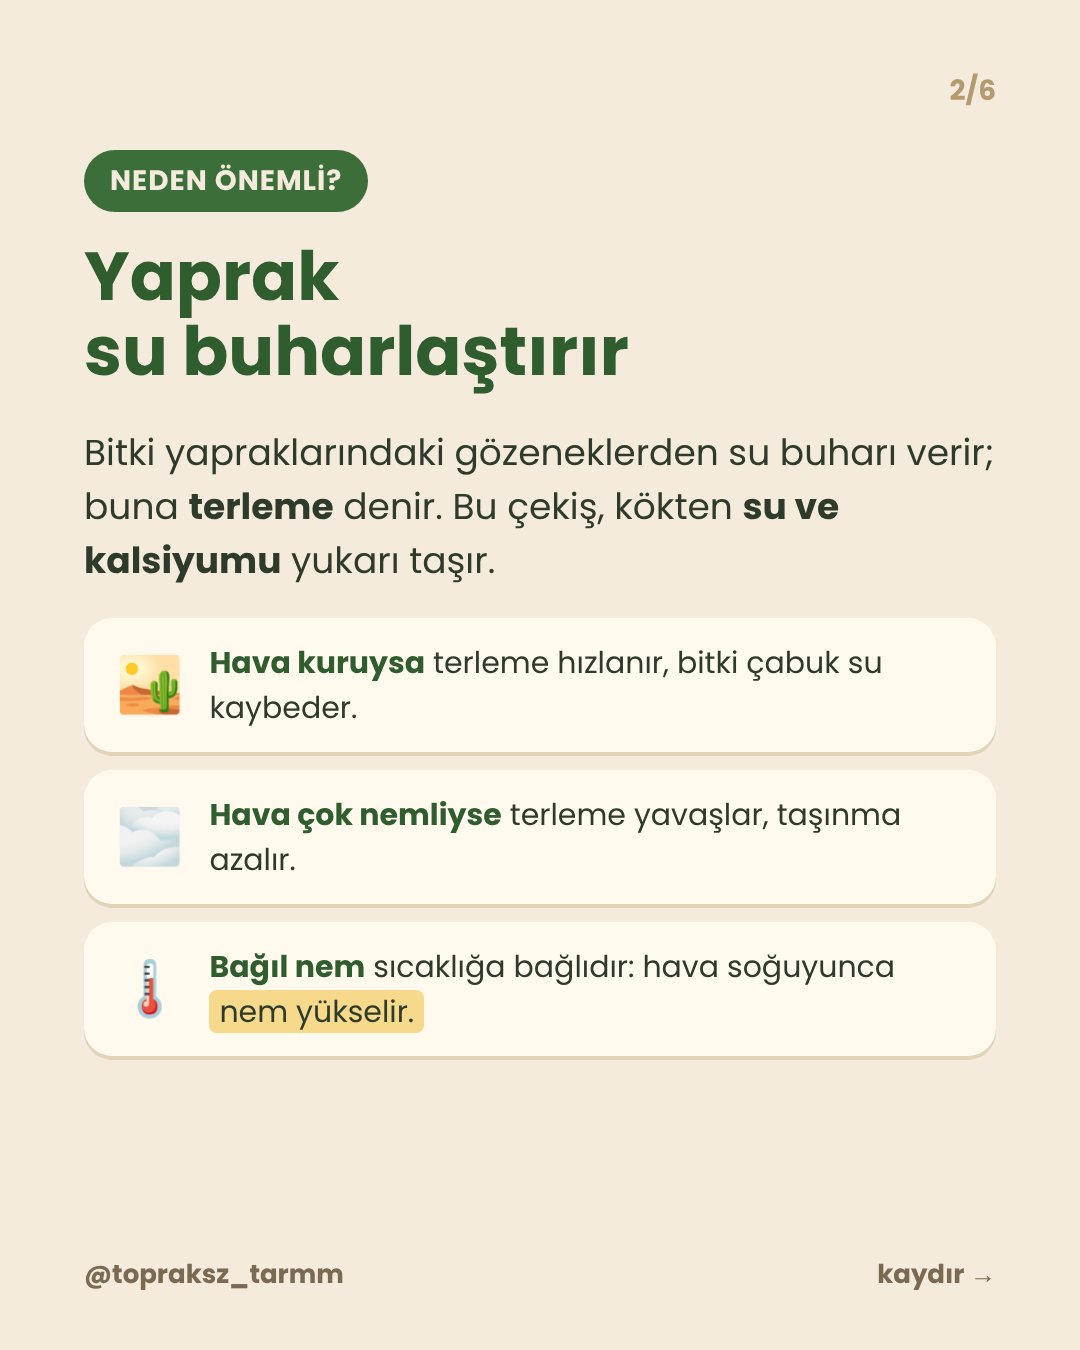 2/6
NEDEN ÖNEMLİ?
Yaprak
su buharlaştırır
Bitki yapraklarındaki gözeneklerden su buharı verir;
buna terleme denir. Bu çekiş, kökten su ve
kalsiyumu yukarı taşır.
Hava kuruysa terleme hızlanır, bitki çabuk su
kaybeder.
Hava çok nemliyse terleme yavaşlar, taşınma
azalır.
Bağıl nem sıcaklığa bağlıdır: hava soğuyunca
nem yükselir.
@topraksz_tarmm
kaydır →